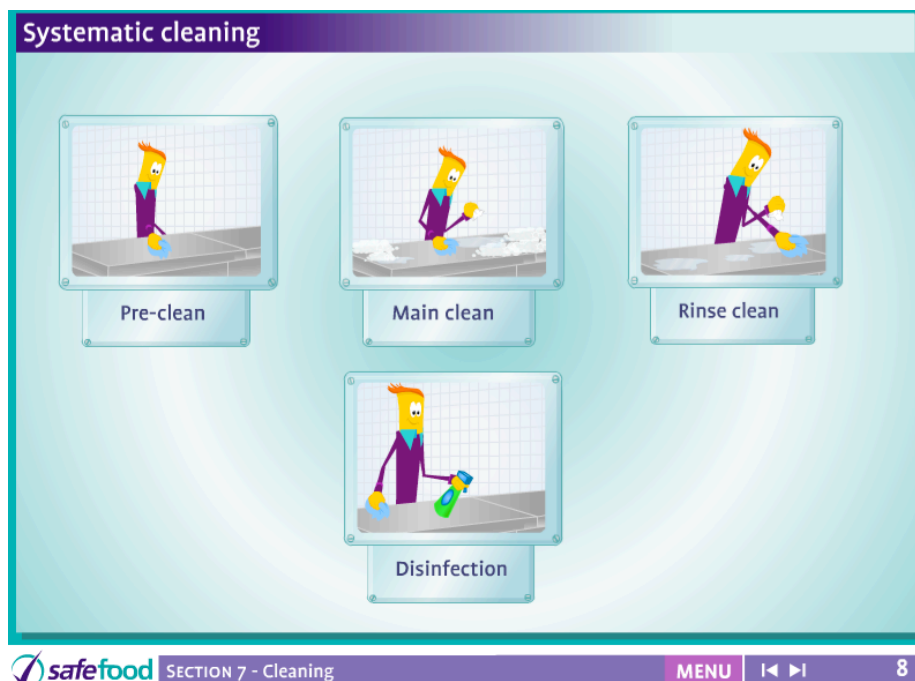 Systematic cleaning
Pre-clean
Main clean
Rinse clean
Disinfection
safefood SECTION 7 - Cleaning MENU 8